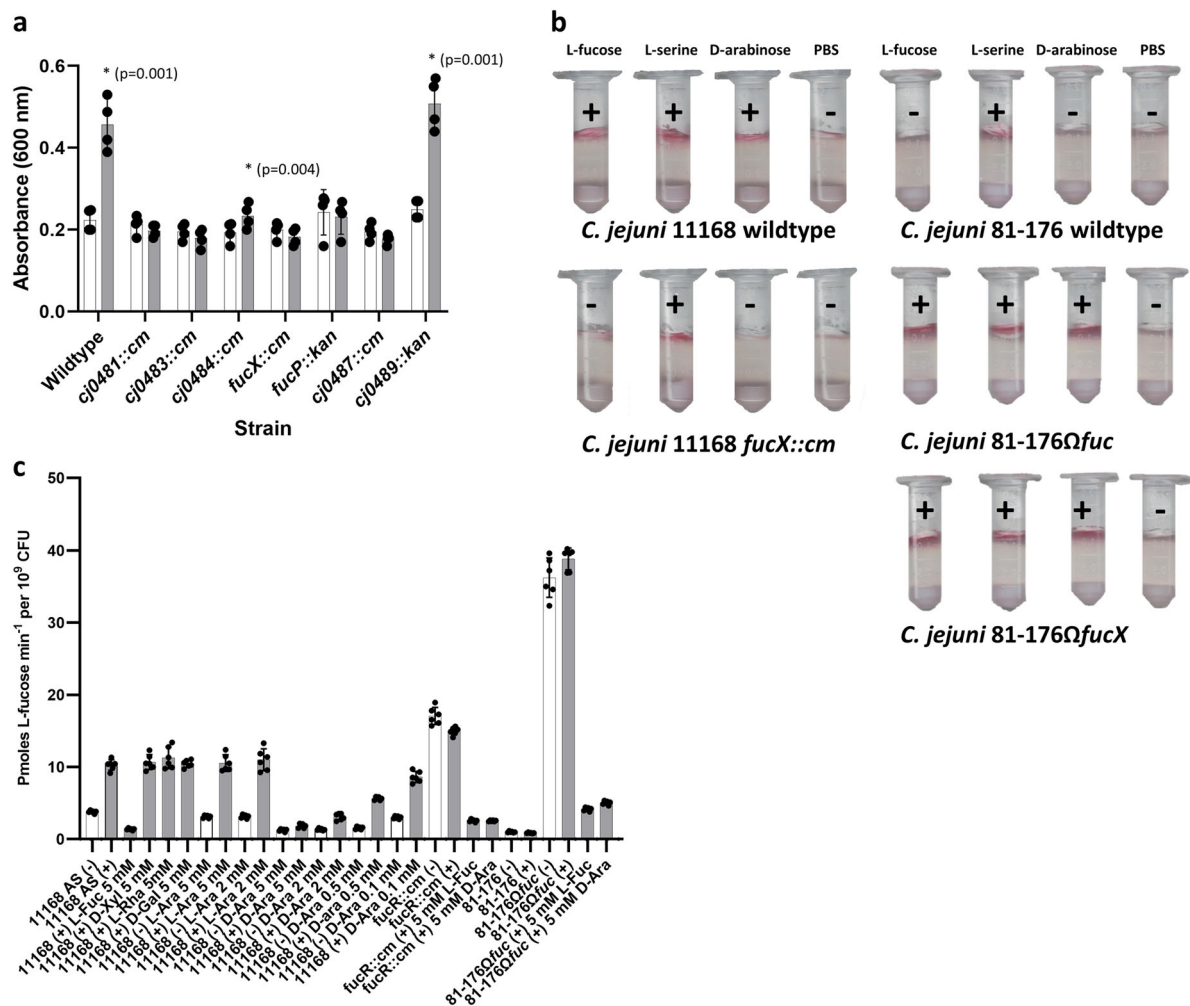 a
* (p=0.001)
* (p=0.004)
* (p=0.001)
Absorbance (600 nm)
0.6
0.4
0.2
0.0
Wildtype
cj0481::cm
cj0483::cm
cj0484::cm
fucX::cm
fucP::kan
cj0487::cm
cj0489::kan
Strain
b
L-fucose L-serine D-arabinose PBS
+ + + -
C. jejuni 11168 wildtype
L-fucose L-serine D-arabinose PBS
- + - -
C. jejuni 81-176 wildtype
- + - -
C. jejuni 11168 fucX::cm
+ + + -
C. jejuni 81-176Ωfuc
+ + + -
C. jejuni 81-176ΩfucX
c
Pmoles L-fucose min⁻¹ per 10⁹ CFU
50
40
30
20
10
0
11168 AS (-)
11168 AS (+)
11168 (+) L-Fuc 5 mM
11168 (+) D-Xyl 5 mM
11168 (+) L-Rha 5mM
11168 (+) D-Gal 5 mM
11168 (-) L-Ara 5 mM
11168 (+) L-Ara 5 mM
11168 (-) L-Ara 2 mM
11168 (+) L-Ara 2 mM
11168 (-) D-Ara 5 mM
11168 (+) D-Ara 5 mM
11168 (-) D-Ara 2 mM
11168 (+) D-Ara 2 mM
11168 (-) D-Ara 0.5 mM
11168 (+) D-ara 0.5 mM
11168 (-) D-Ara 0.1 mM
11168 (+) D-Ara 0.1 mM
fucR::cm (-)
fucR::cm (+)
fucR::cm (+) 5 mM L-Fuc
fucR::cm (+) 5 mM D-Ara
81-176 (-)
81-176 (+)
81-176Ωfuc (-)
81-176Ωfuc (+)
81-176Ωfuc (+) 5 mM L-Fuc
81-176Ωfuc (+) 5 mM D-Ara